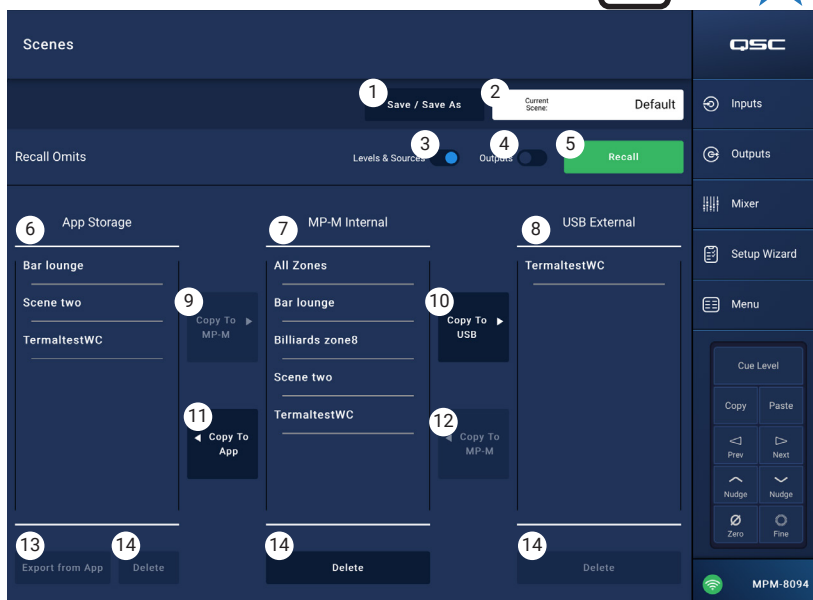 Scenes
QSC
1
Save / Save As
2
Current
Scene:
Default
Inputs
Recall Omits
3
Levels & Sources
4
Outputs
5
Recall
Outputs
Mixer
6
App Storage
7
MP-M Internal
8
USB External
Setup Wizard
Menu
Bar lounge
Scene two
TermaltestWC
9
Copy To
MP-M
11
Copy To
App
All Zones
Bar lounge
Billiards zone8
Scene two
TermaltestWC
10
Copy To
USB
12
Copy To
MP-M
TermaltestWC
Cue Level
Copy
Paste
Prev
Next
Nudge
Nudge
Zero
Fine
13
Export from App
14
Delete
14
Delete
14
Delete
MPM-8094